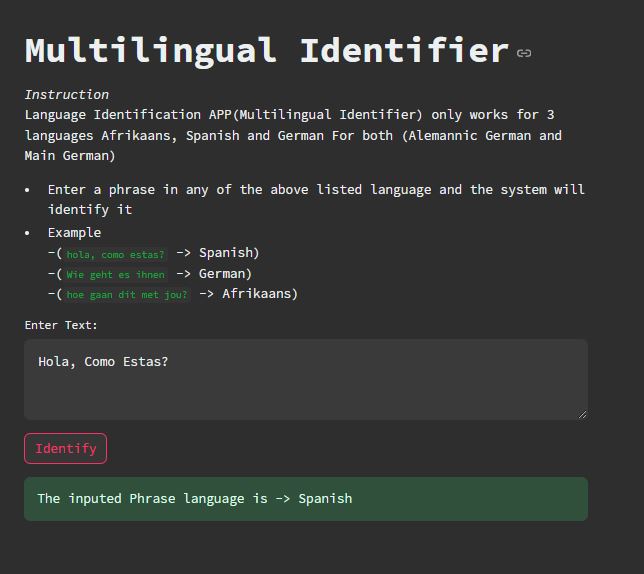 Multilingual Identifier
Instruction
Language Identification APP(Multilingual Identifier) only works for 3
languages Afrikaans, Spanish and German For both (Alemannic German and
Main German)
• Enter a phrase in any of the above listed language and the system will
identify it
• Example
-(hola, como estas? -> Spanish)
-(Wie geht es ihnen -> German)
-(hoe gaan dit met jou? -> Afrikaans)
Enter Text:
Hola, Como Estas?
Identify
The inputed Phrase language is -> Spanish